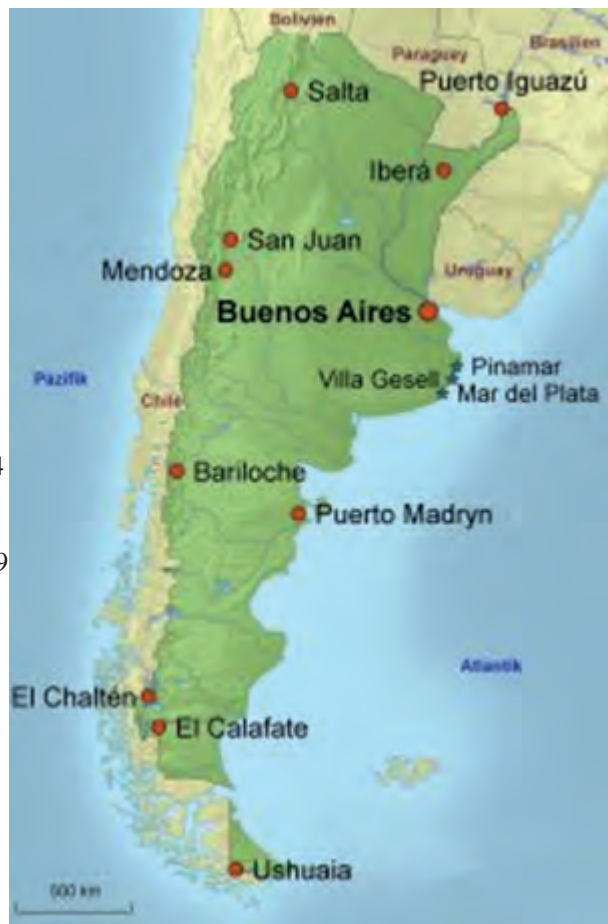 Bolivien
Paraguay
Brasilien
Puerto Iguazú
Salta
Iberá
San Juan
Mendoza
Uruguay
Buenos Aires
Pinamar
Pazifik
Villa Gesell
Mar del Plata
Chile
4
Bariloche
Puerto Madryn
9
Atlantik
El Chaltén
El Calafate
Ushuaia
500 km